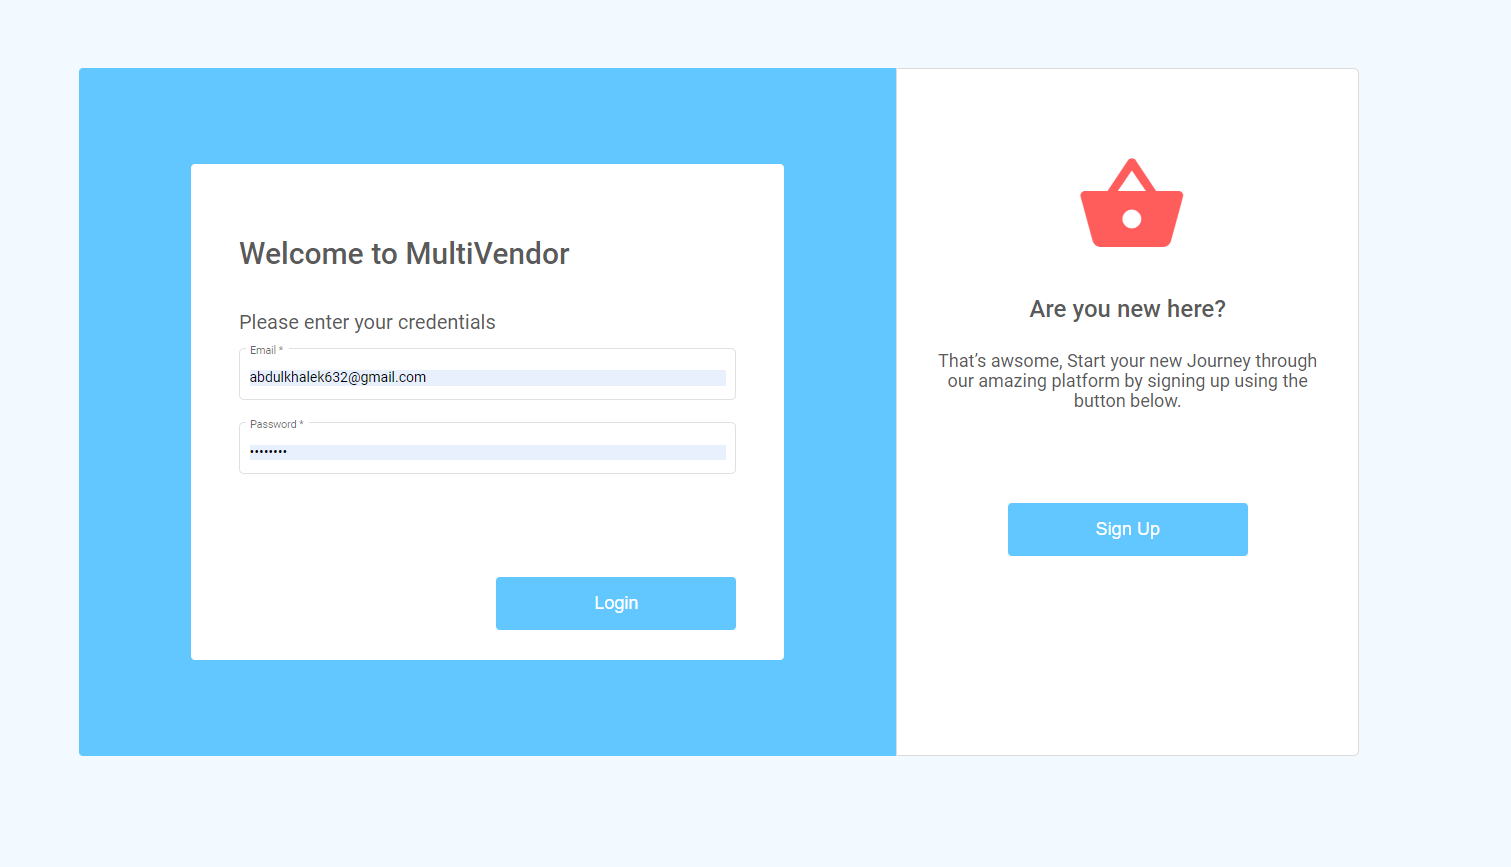 Welcome to MultiVendor
Please enter your credentials
Email *
abdulkhalek632@gmail.com
Password *
••••••••
Login
Are you new here?
That’s awsome, Start your new Journey through
our amazing platform by signing up using the
button below.
Sign Up